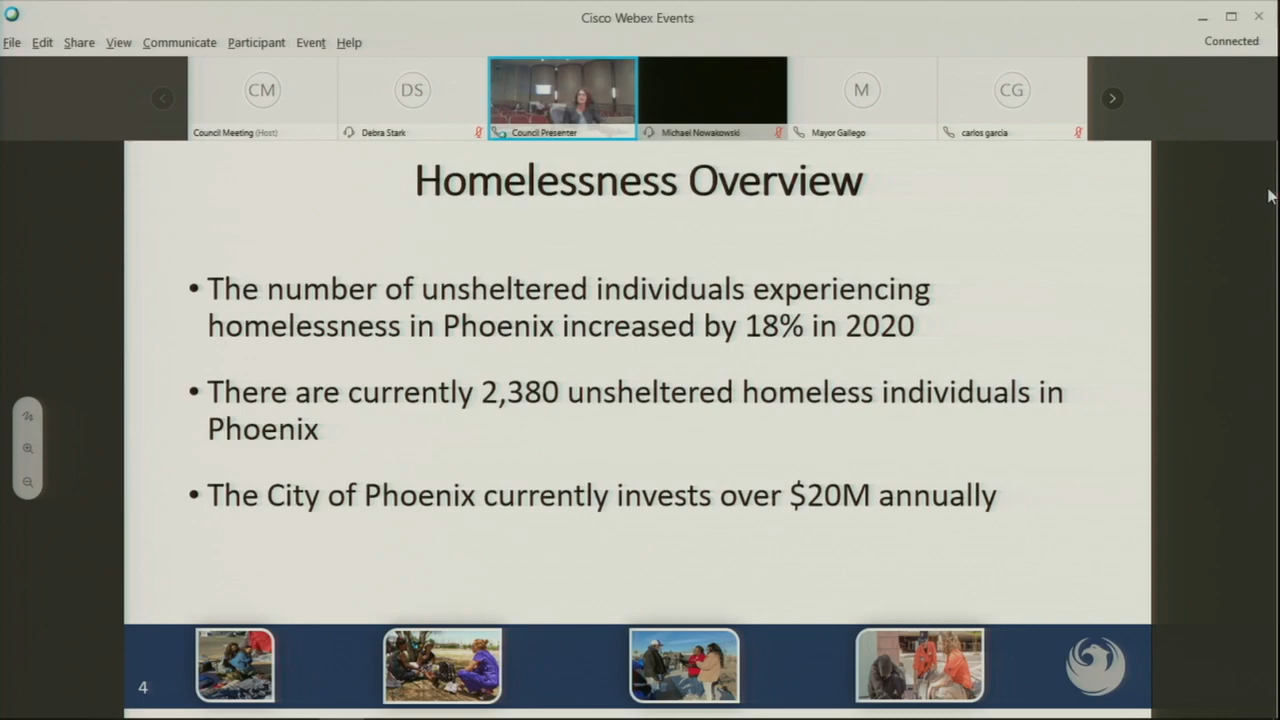 Cisco Webex Events
File Edit Share View Communicate Participant Event Help
Connected
CM
DS
M
CG
Council Meeting (Host)
Debra Stark
Council Presenter
Michael Nowakowski
Mayor Gallego
carlos garcia
Homelessness Overview
• The number of unsheltered individuals experiencing
homelessness in Phoenix increased by 18% in 2020
• There are currently 2,380 unsheltered homeless individuals in
Phoenix
• The City of Phoenix currently invests over $20M annually
4